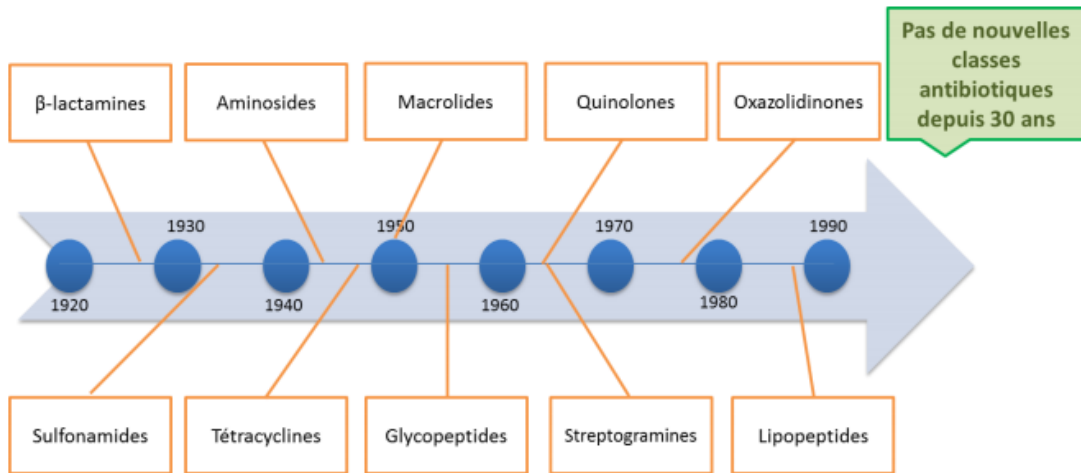 Pas de nouvelles
classes
antibiotiques
depuis 30 ans
β-lactamines
Aminosides
Macrolides
Quinolones
Oxazolidinones
1930
1950
1970
1990
1920
1940
1960
1980
Sulfonamides
Tétracyclines
Glycopeptides
Streptogramines
Lipopeptides